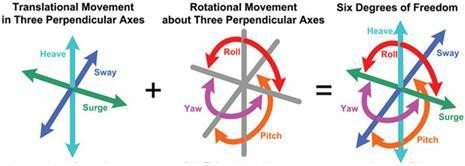 Translational Movement
in Three Perpendicular Axes
Heave
Sway
Surge
+
Rotational Movement
about Three Perpendicular Axes
Roll
Yaw
Pitch
=
Six Degrees of Freedom
Heave
Roll
Sway
Surge
Yaw
Pitch